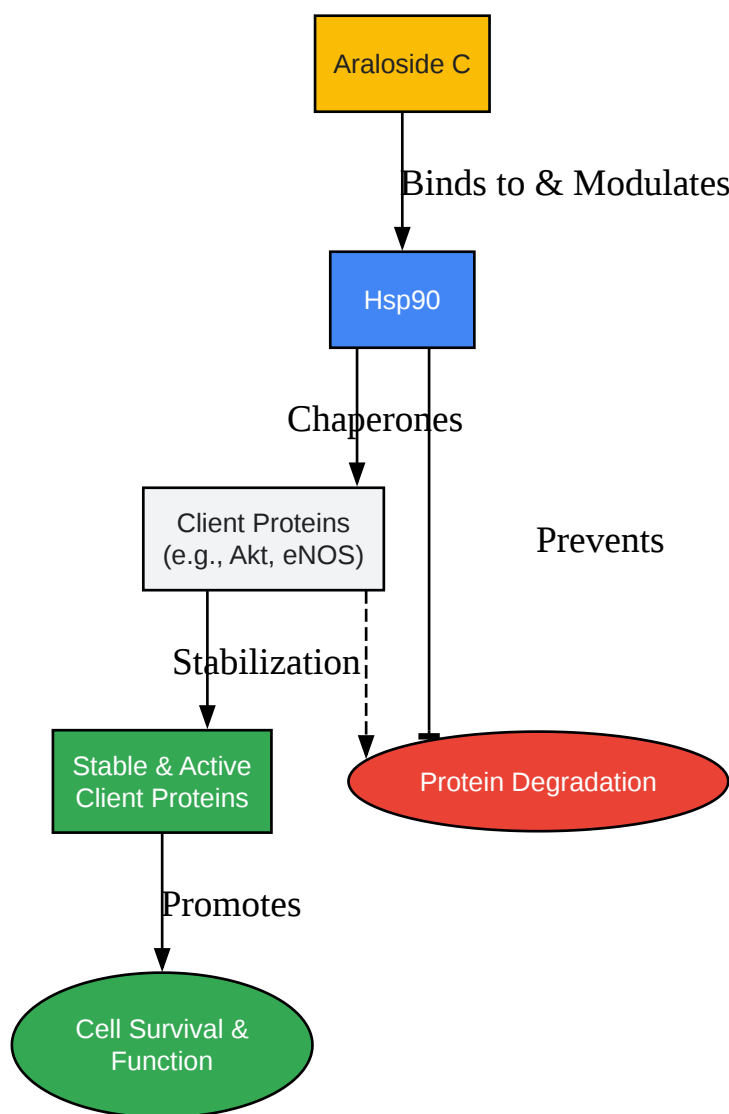 Araloside C
Binds to & Modulates
Hsp90
Chaperones
Client Proteins
(e.g., Akt, eNOS)
Prevents
Stabilization
Stable & Active
Client Proteins
Protein Degradation
Promotes
Cell Survival &
Function